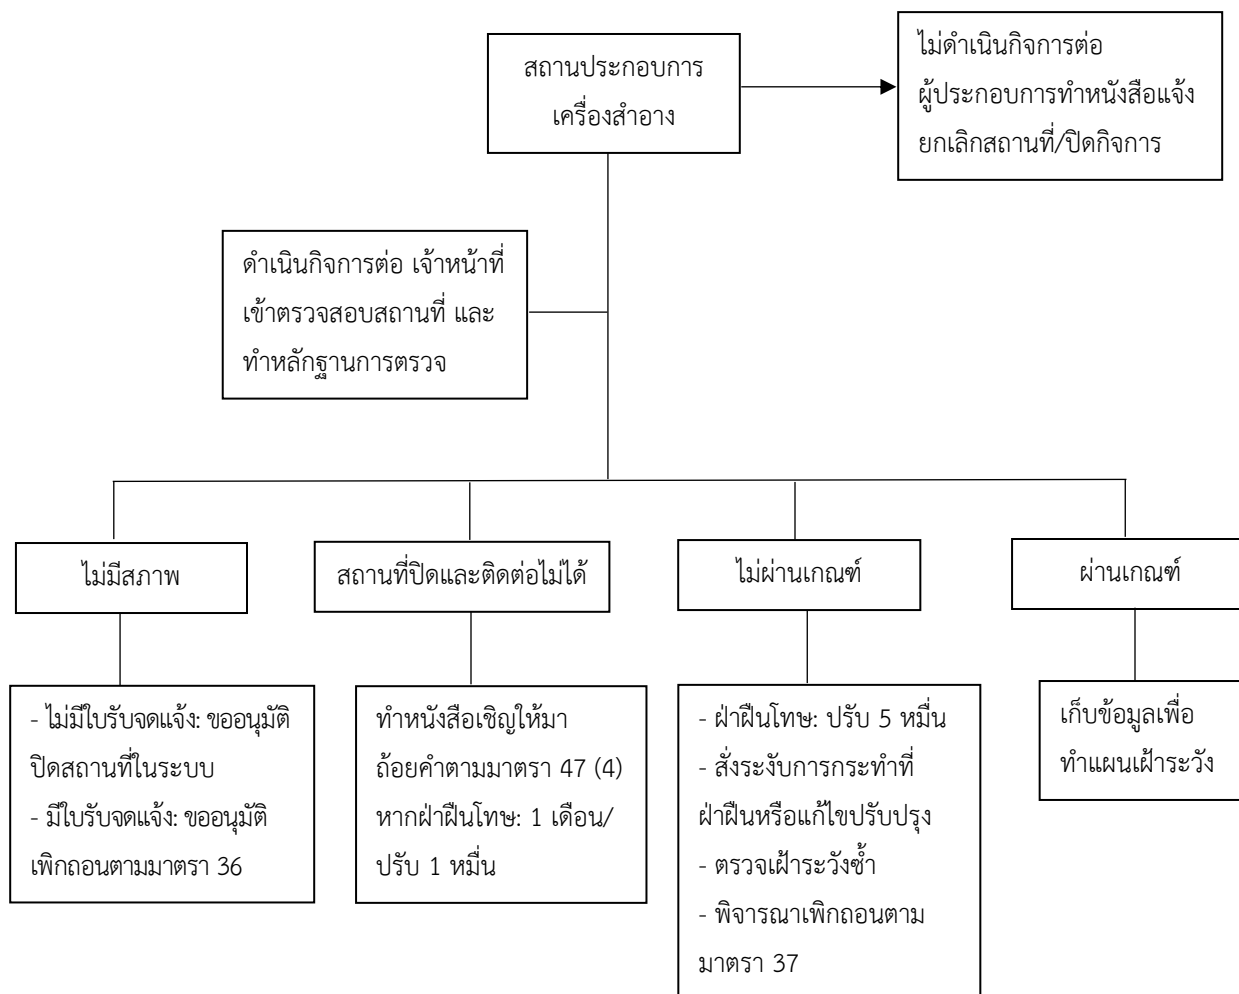 สถานประกอบการ
เครื่องสำอาง
ไม่ดำเนินกิจการต่อ
ผู้ประกอบการทำหนังสือแจ้ง
ยกเลิกสถานที่/ปิดกิจการ
ดำเนินกิจการต่อ เจ้าหน้าที่
เข้าตรวจสอบสถานที่ และ
ทำหลักฐานการตรวจ
ไม่มีสภาพ
สถานที่ปิดและติดต่อไม่ได้
ไม่ผ่านเกณฑ์
ผ่านเกณฑ์
- ไม่มีใบรับจดแจ้ง: ขออนุมัติ
ปิดสถานที่ในระบบ
- มีใบรับจดแจ้ง: ขออนุมัติ
เพิกถอนตามมาตรา 36
ทำหนังสือเชิญให้มา
ถ้อยคำตามมาตรา 47 (4)
หากฝ่าฝืนโทษ: 1 เดือน/
ปรับ 1 หมื่น
- ฝ่าฝืนโทษ: ปรับ 5 หมื่น
- สั่งระงับการกระทำที่
ฝ่าฝืนหรือแก้ไขปรับปรุง
- ตรวจเฝ้าระวังซ้ำ
- พิจารณาเพิกถอนตาม
มาตรา 37
เก็บข้อมูลเพื่อ
ทำแผนเฝ้าระวัง